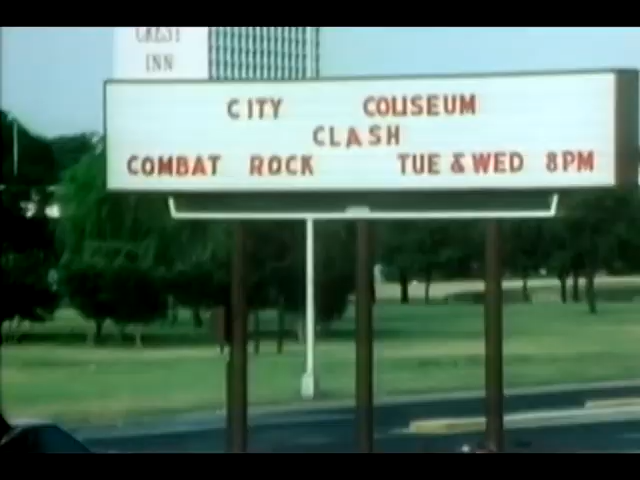 CREST
INN
CITY COLISEUM
CLASH
COMBAT ROCK TUE & WED 8PM